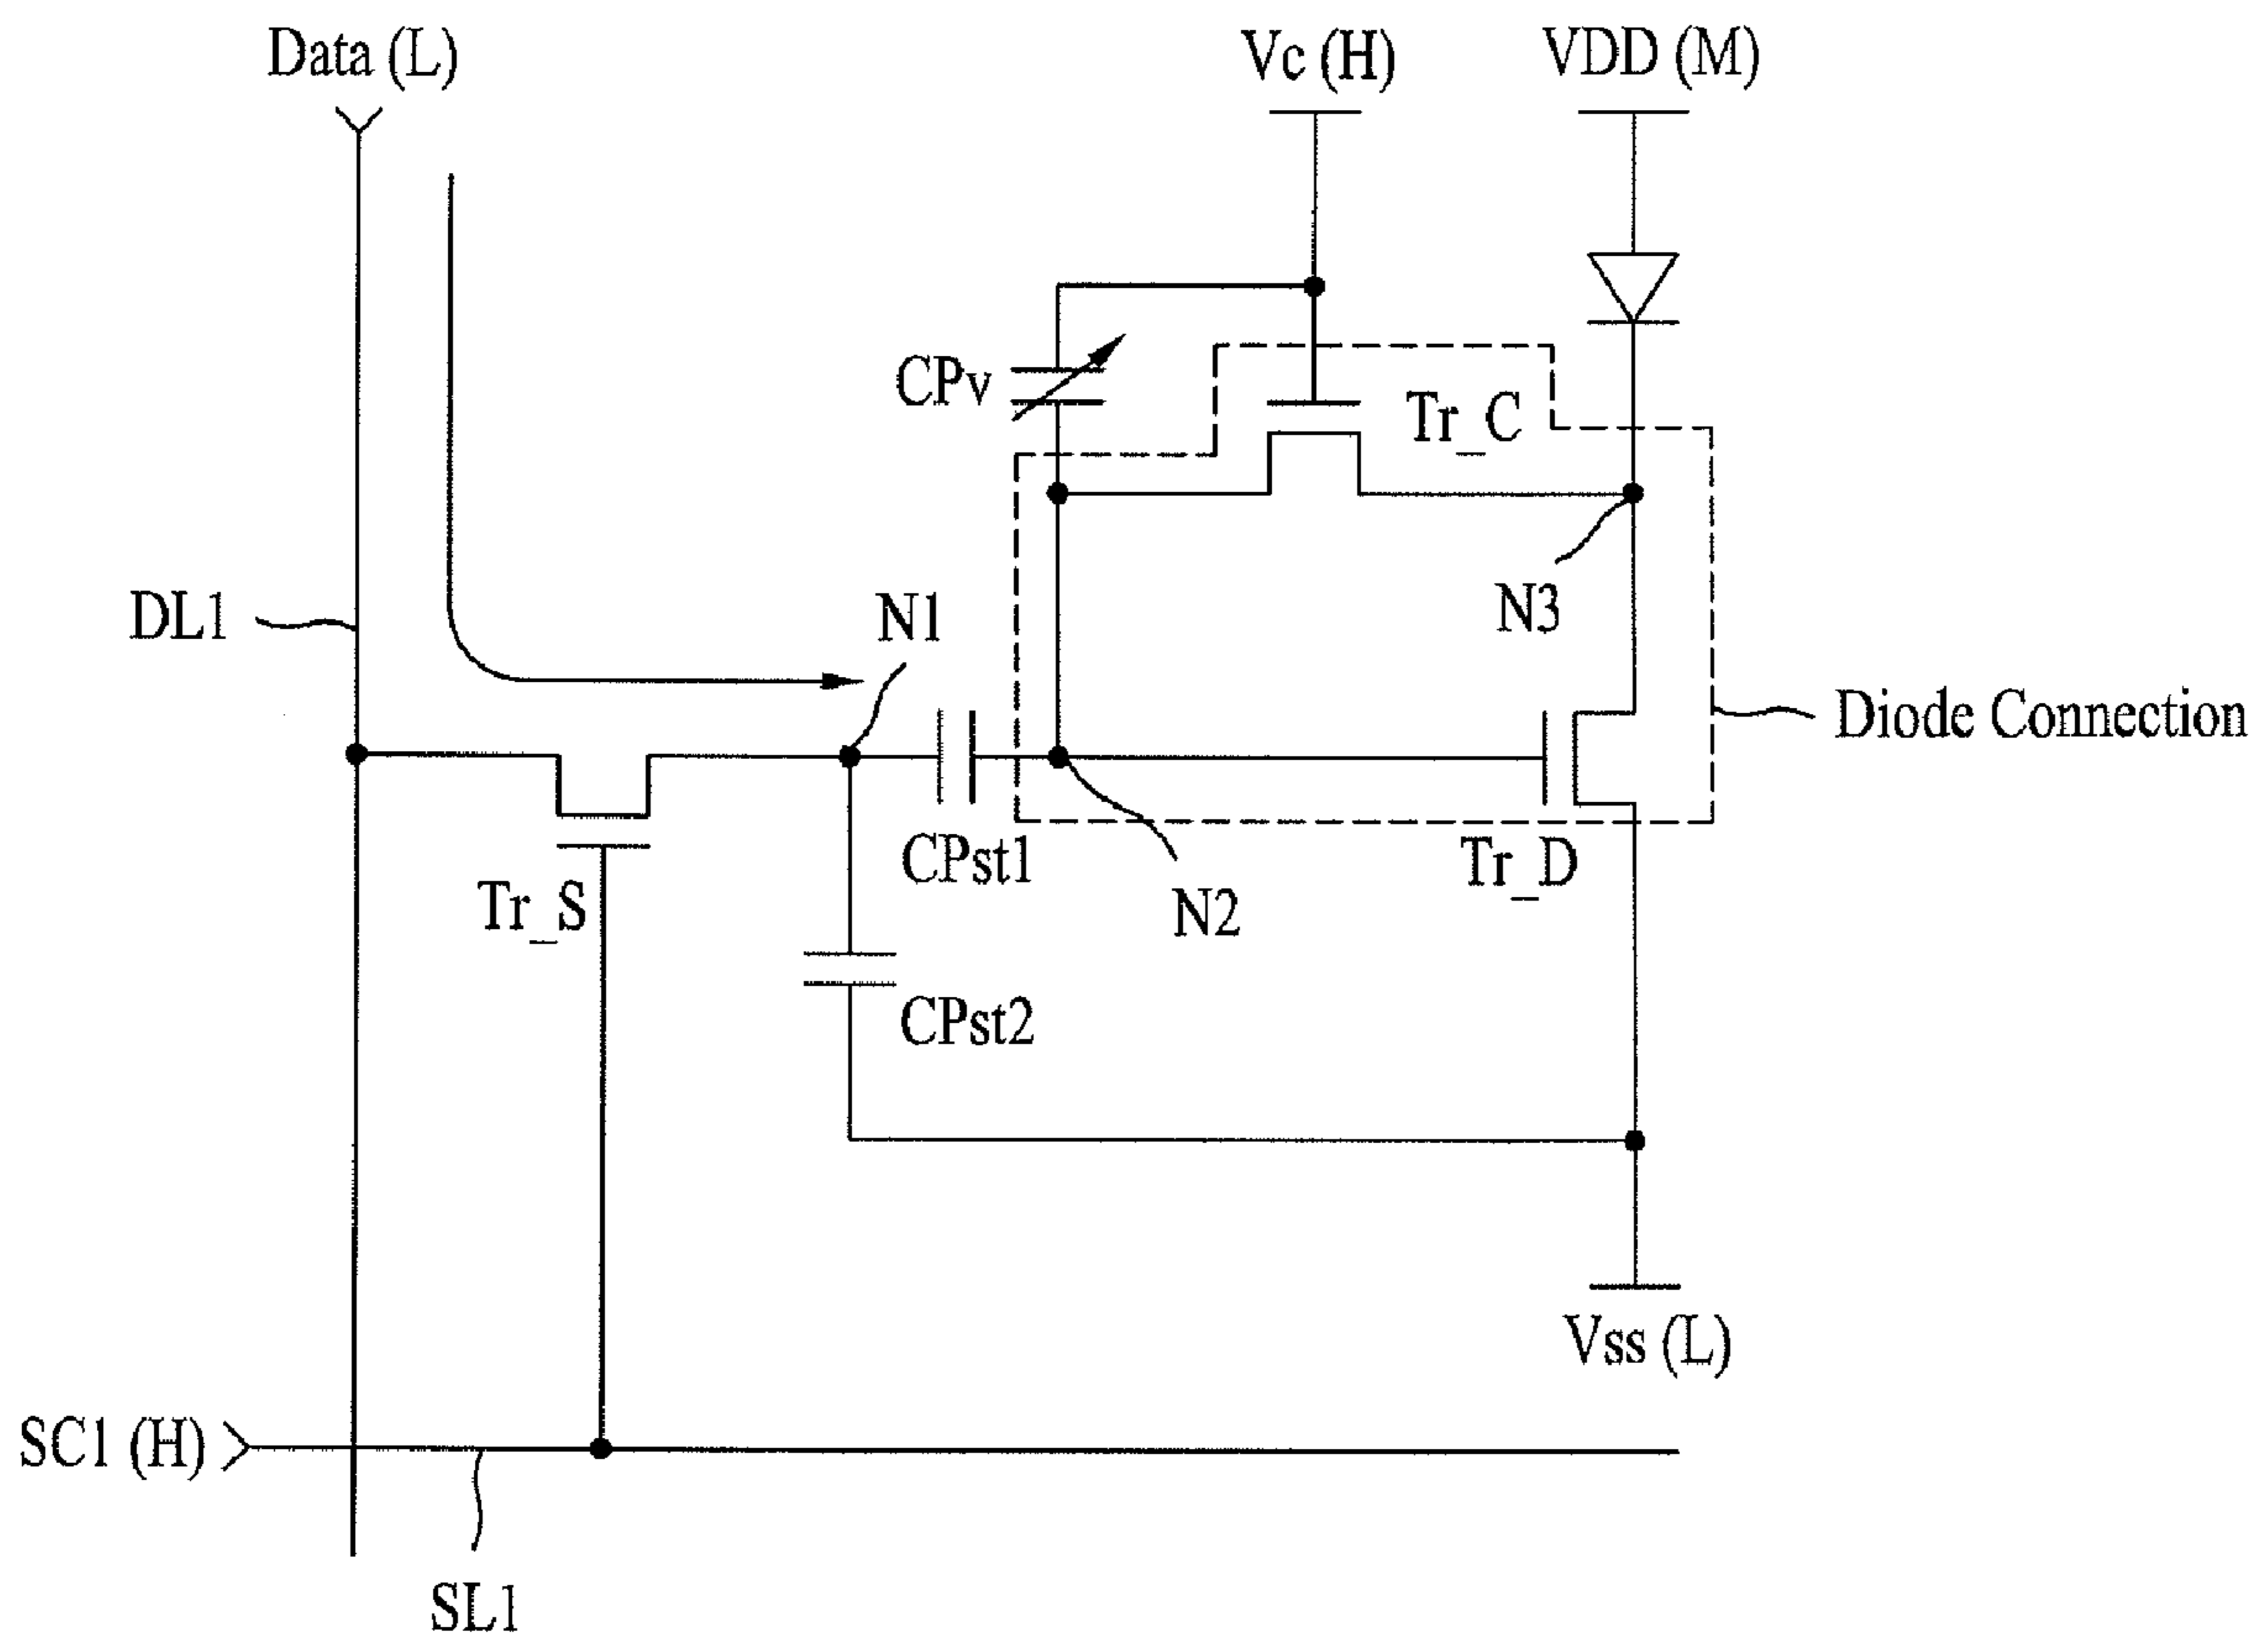 Data (L)
Vc (H)
VDD (M)
CPv
Tr_C
DL1
N1
N3
Diode Connection
CPst1
Tr_D
Tr_S
N2
CPst2
Vss (L)
SC1 (H)
SL1